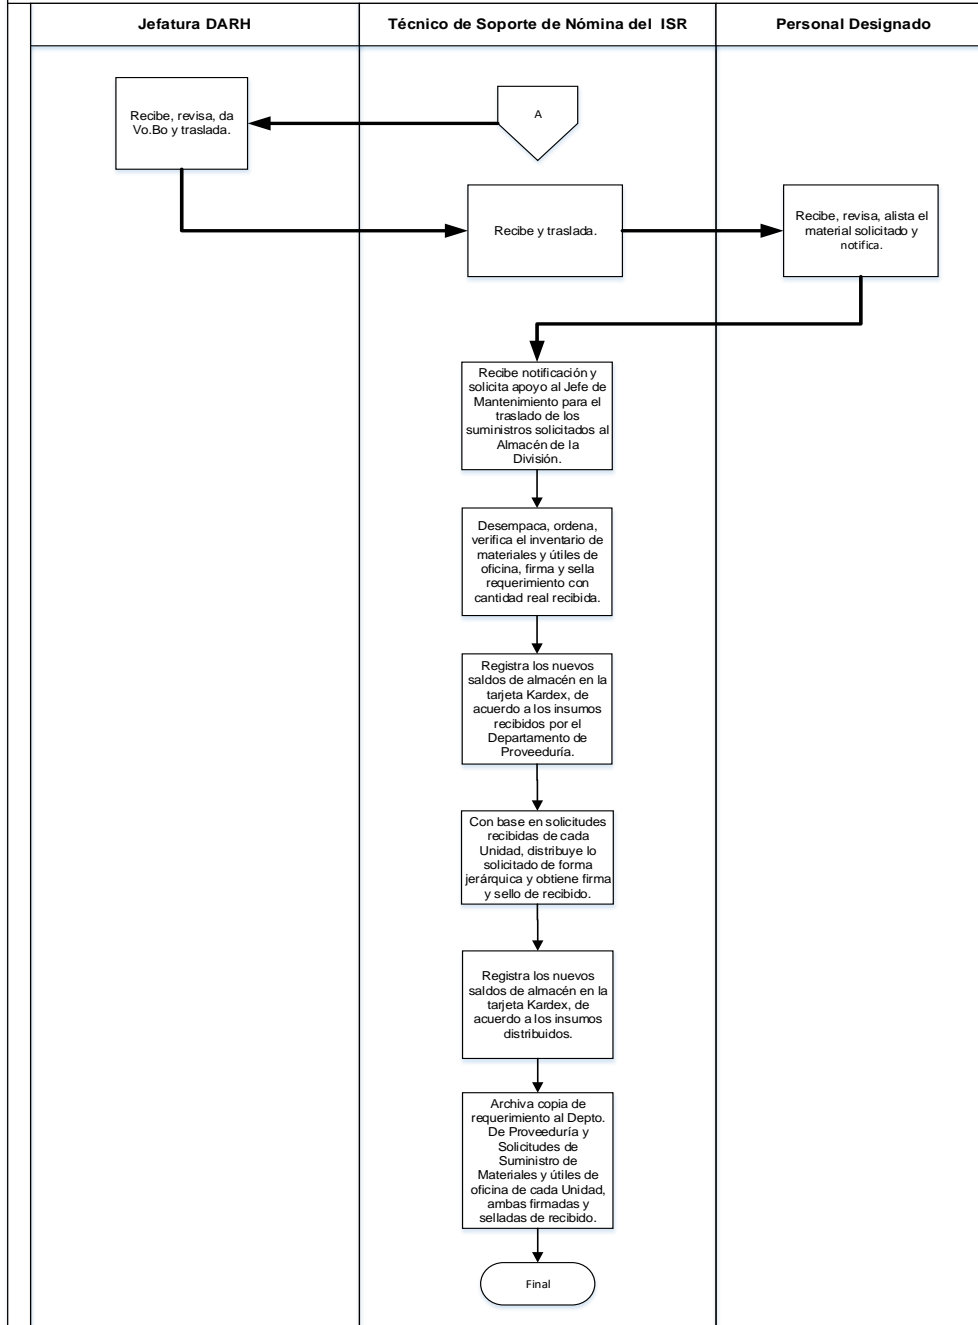 Jefatura DARH
Técnico de Soporte de Nómina del ISR
Personal Designado
A
Recibe, revisa, da
Vo.Bo y traslada.
Recibe y traslada.
Recibe, revisa, alista el
material solicitado y
notifica.
Recibe notificación y
solicita apoyo al Jefe de
Mantenimiento para el
traslado de los
suministros solicitados al
Almacén de la
División.
Desempaca, ordena,
verifica el inventario de
materiales y útiles de
oficina, firma y sella
requerimiento con
cantidad real recibida.
Registra los nuevos
saldos de almacén en la
tarjeta Kardex, de
acuerdo a los insumos
recibidos por el
Departamento de
Proveeduría.
Con base en solicitudes
recibidas de cada
Unidad, distribuye lo
solicitado de forma
jerárquica y obtiene firma
y sello de recibido.
Registra los nuevos
saldos de almacén en la
tarjeta Kardex, de
acuerdo a los insumos
distribuidos.
Archiva copia de
requerimiento al Depto.
De Proveeduría y
Solicitudes de
Suministro de
Materiales y útiles de
oficina de cada Unidad,
ambas firmadas y
selladas de recibido.
Final